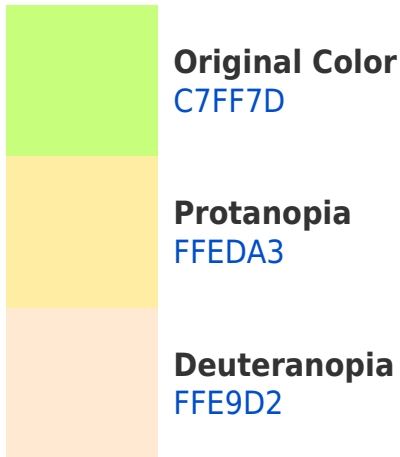 Original Color
C7FF7D
Protanopia
FFEDA3
Deuteranopia
FFE9D2